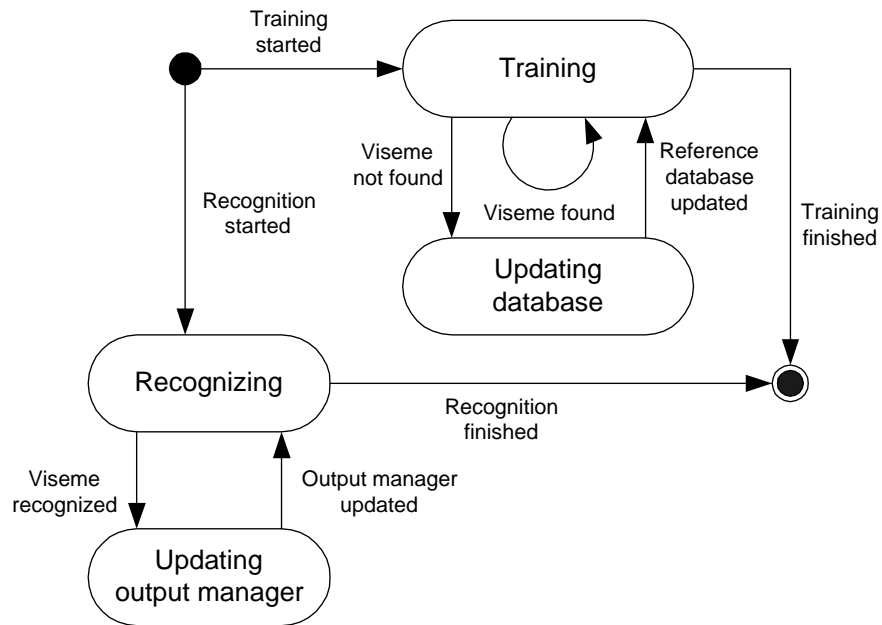 Training
started
Training
Viseme
not found
Reference
database
updated
Viseme found
Recognition
started
Training
finished
Updating
database
Recognizing
Recognition
finished
Viseme
recognized
Output manager
updated
Updating
output manager